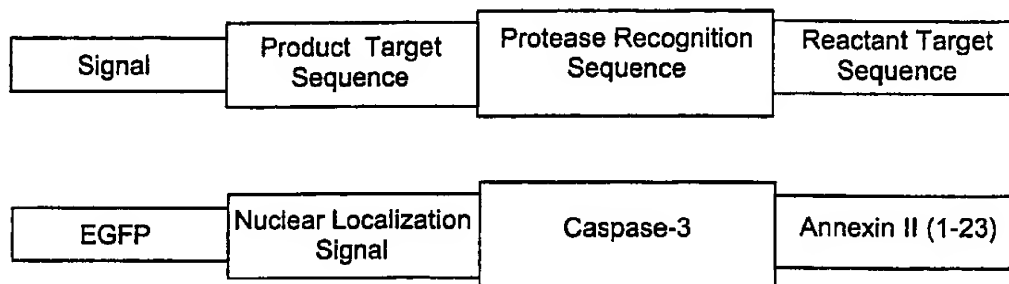 Signal
Product Target
Sequence
Protease Recognition
Sequence
Reactant Target
Sequence
EGFP
Nuclear Localization
Signal
Caspase-3
Annexin II (1-23)